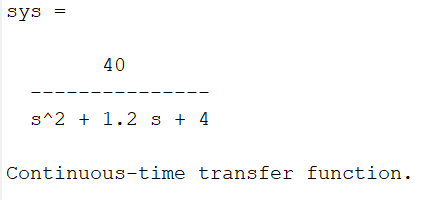 sys =
40
---------------
s^2 + 1.2 s + 4
Continuous-time transfer function.